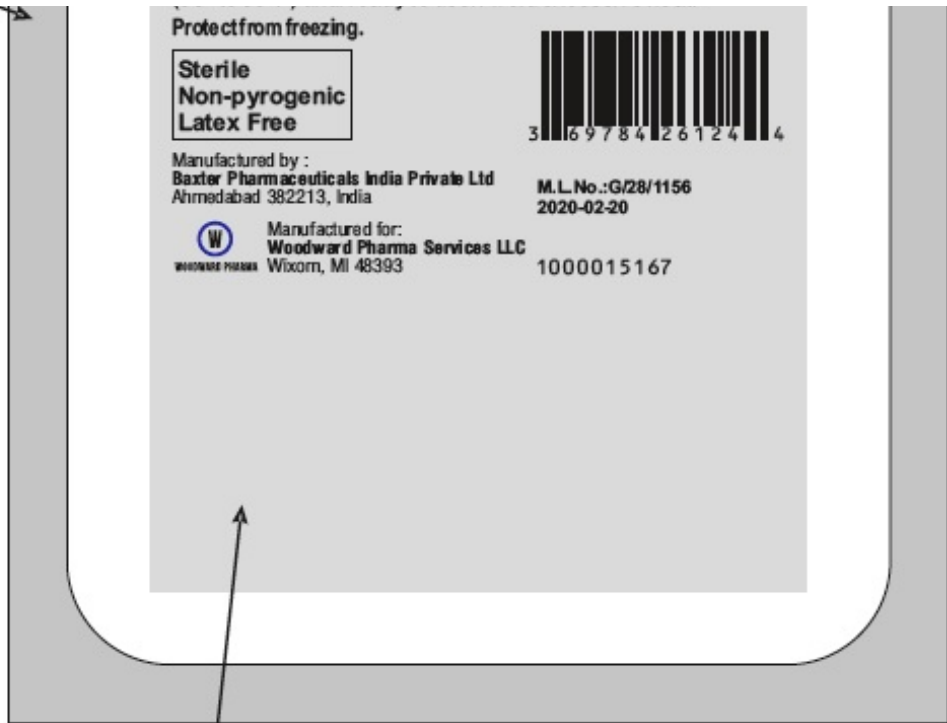 Protect from freezing.
Sterile
Non-pyrogenic
Latex Free
3 69784 26124 4
Manufactured by :
Baxter Pharmaceuticals India Private Ltd
Ahmedabad 382213, India
M.L.No.:G/28/1156
2020-02-20
W
WOODWARD PHARMA
Manufactured for:
Woodward Pharma Services LLC
Wixom, MI 48393
1000015167